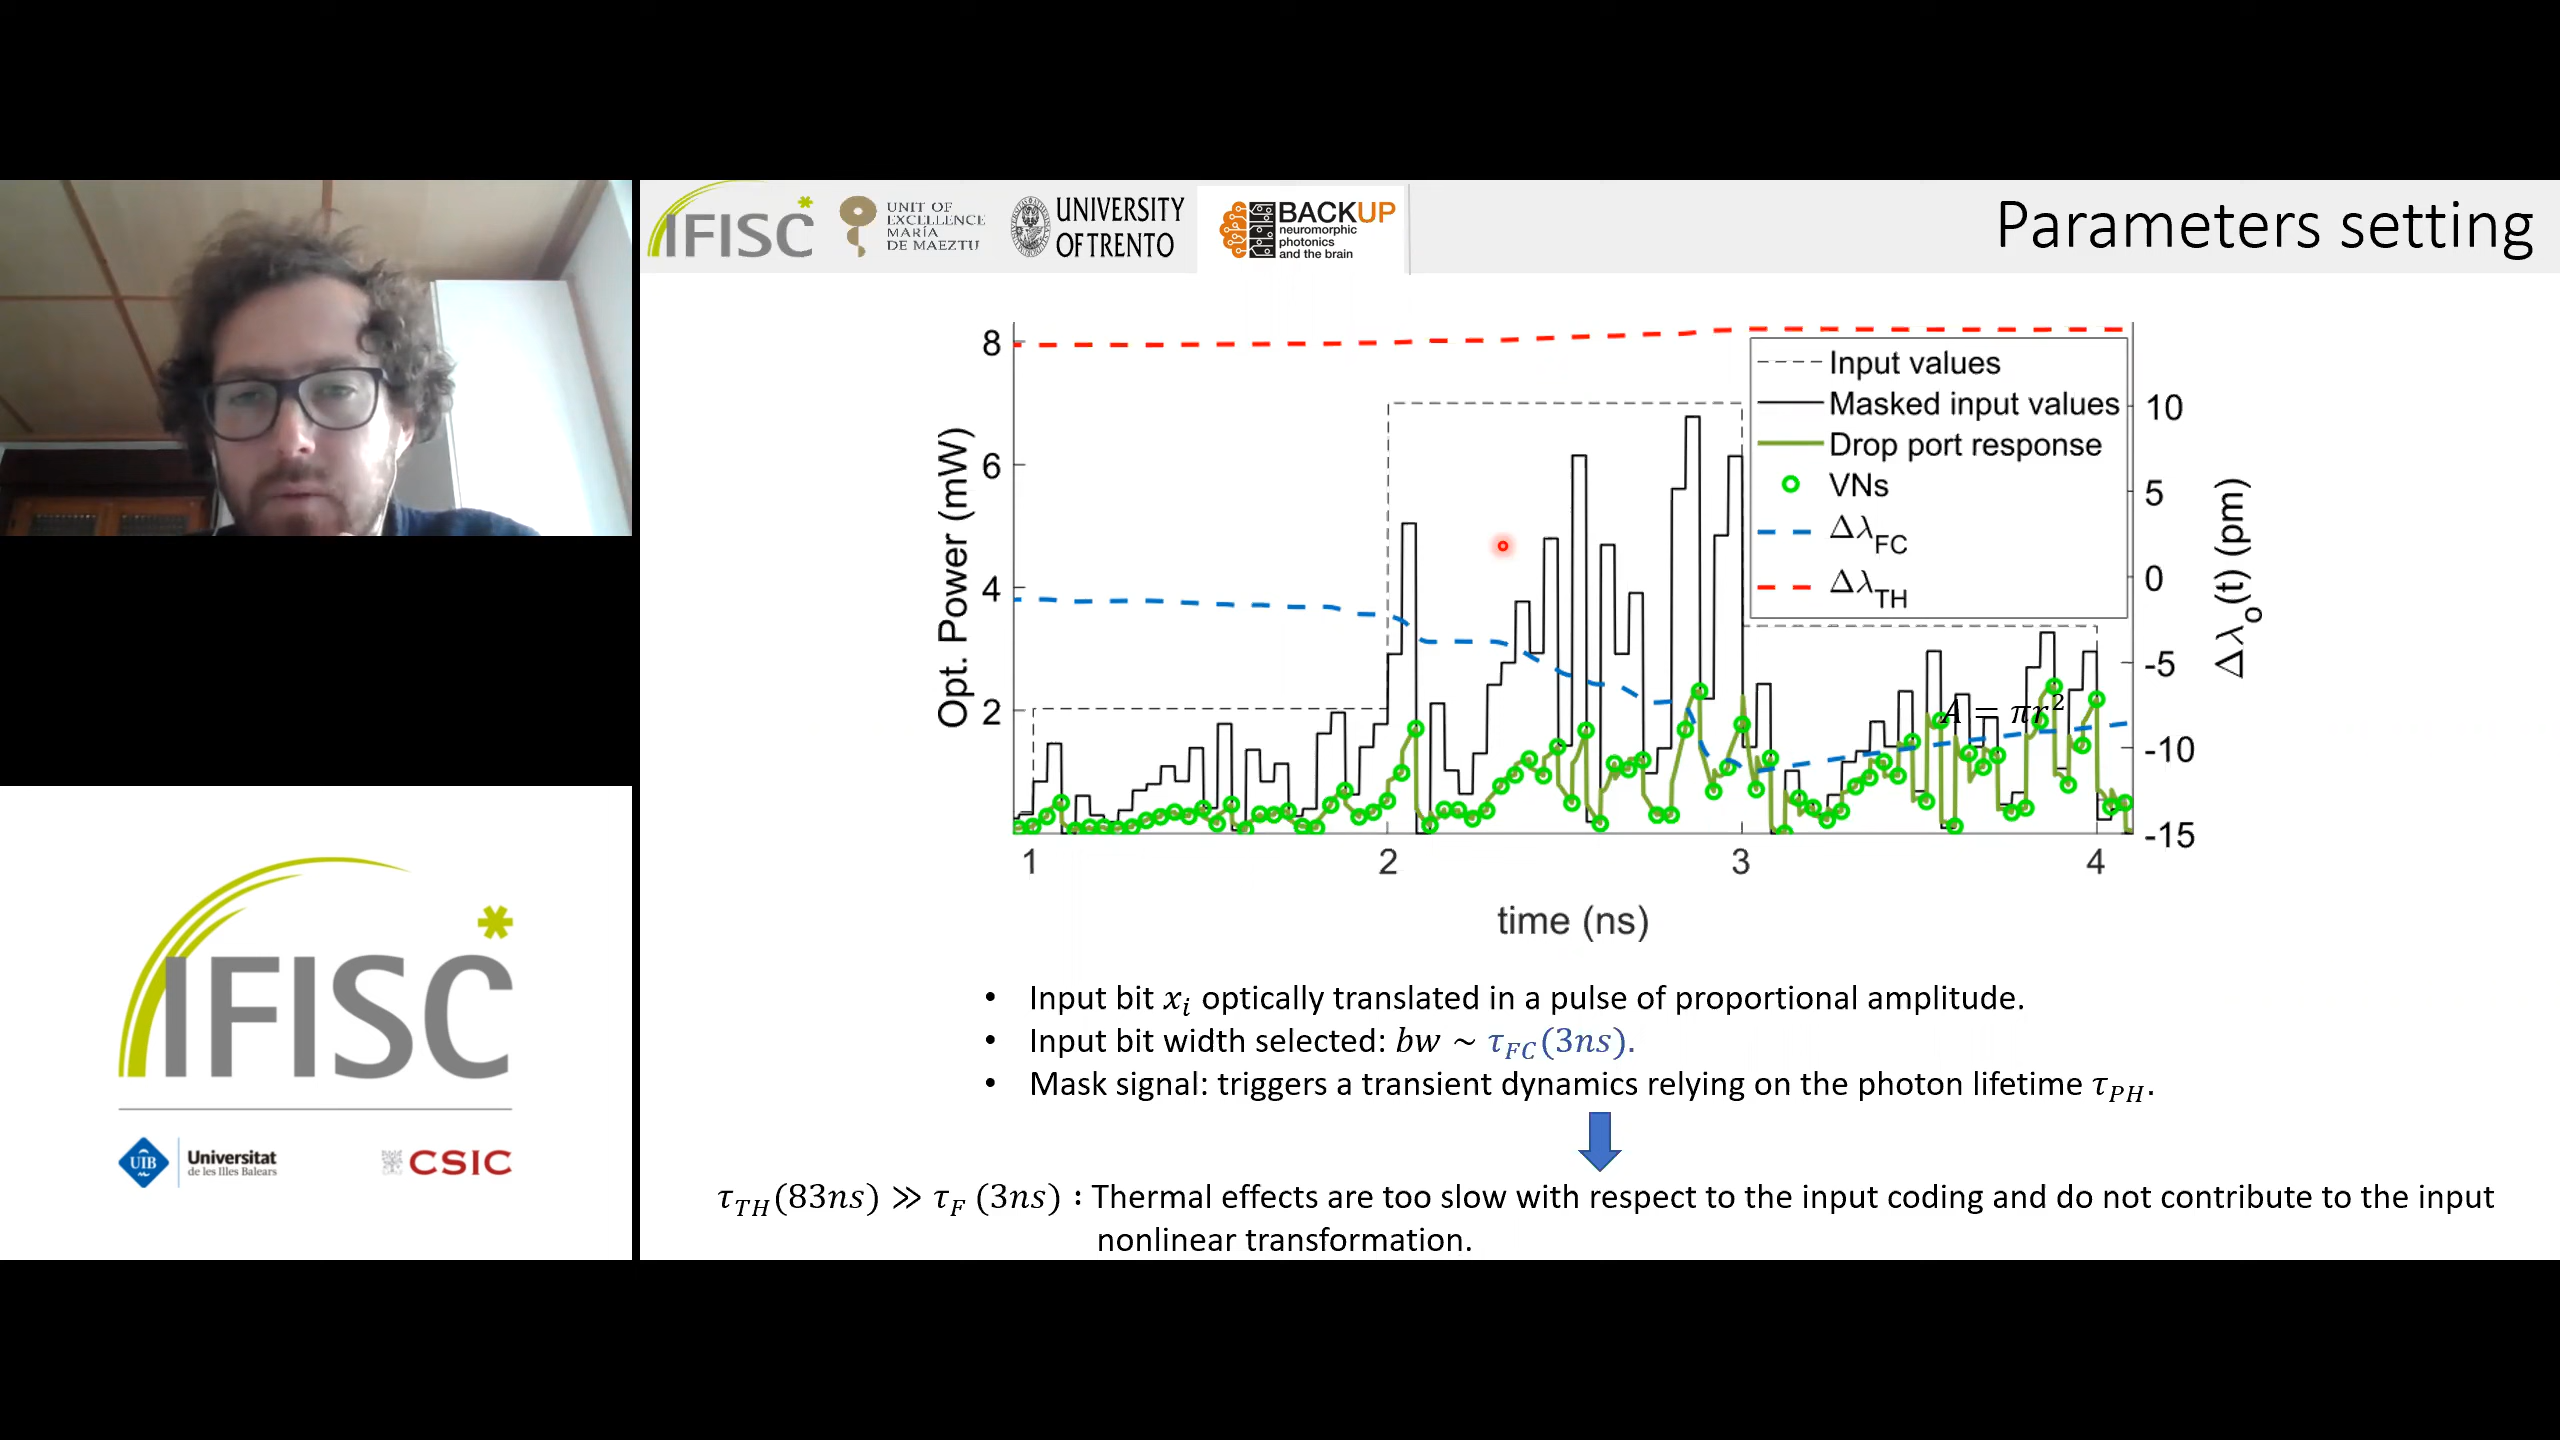 IFISC
UNIT OF
EXCELLENCE
MARÍA
DE MAEZTU
UNIVERSITY
OF TRENTO
BACKUP
neuromorphic
photonics
and the brain
Parameters setting
Opt. Power (mW)
8
6
4
2
Input values
Masked input values
Drop port response
VNs
Δλ_FC
Δλ_TH
10
5
0
-5
-10
-15
Δλ_o(t) (pm)
A = πr²
1 2 3 4
time (ns)
• Input bit x_i optically translated in a pulse of proportional amplitude.
• Input bit width selected: bw ~ τ_FC(3ns).
• Mask signal: triggers a transient dynamics relying on the photon lifetime τ_PH.
τ_TH(83ns) ≫ τ_F (3ns) : Thermal effects are too slow with respect to the input coding and do not contribute to the input
nonlinear transformation.
IFISC
UIB
Universitat
de les Illes Balears
CSIC